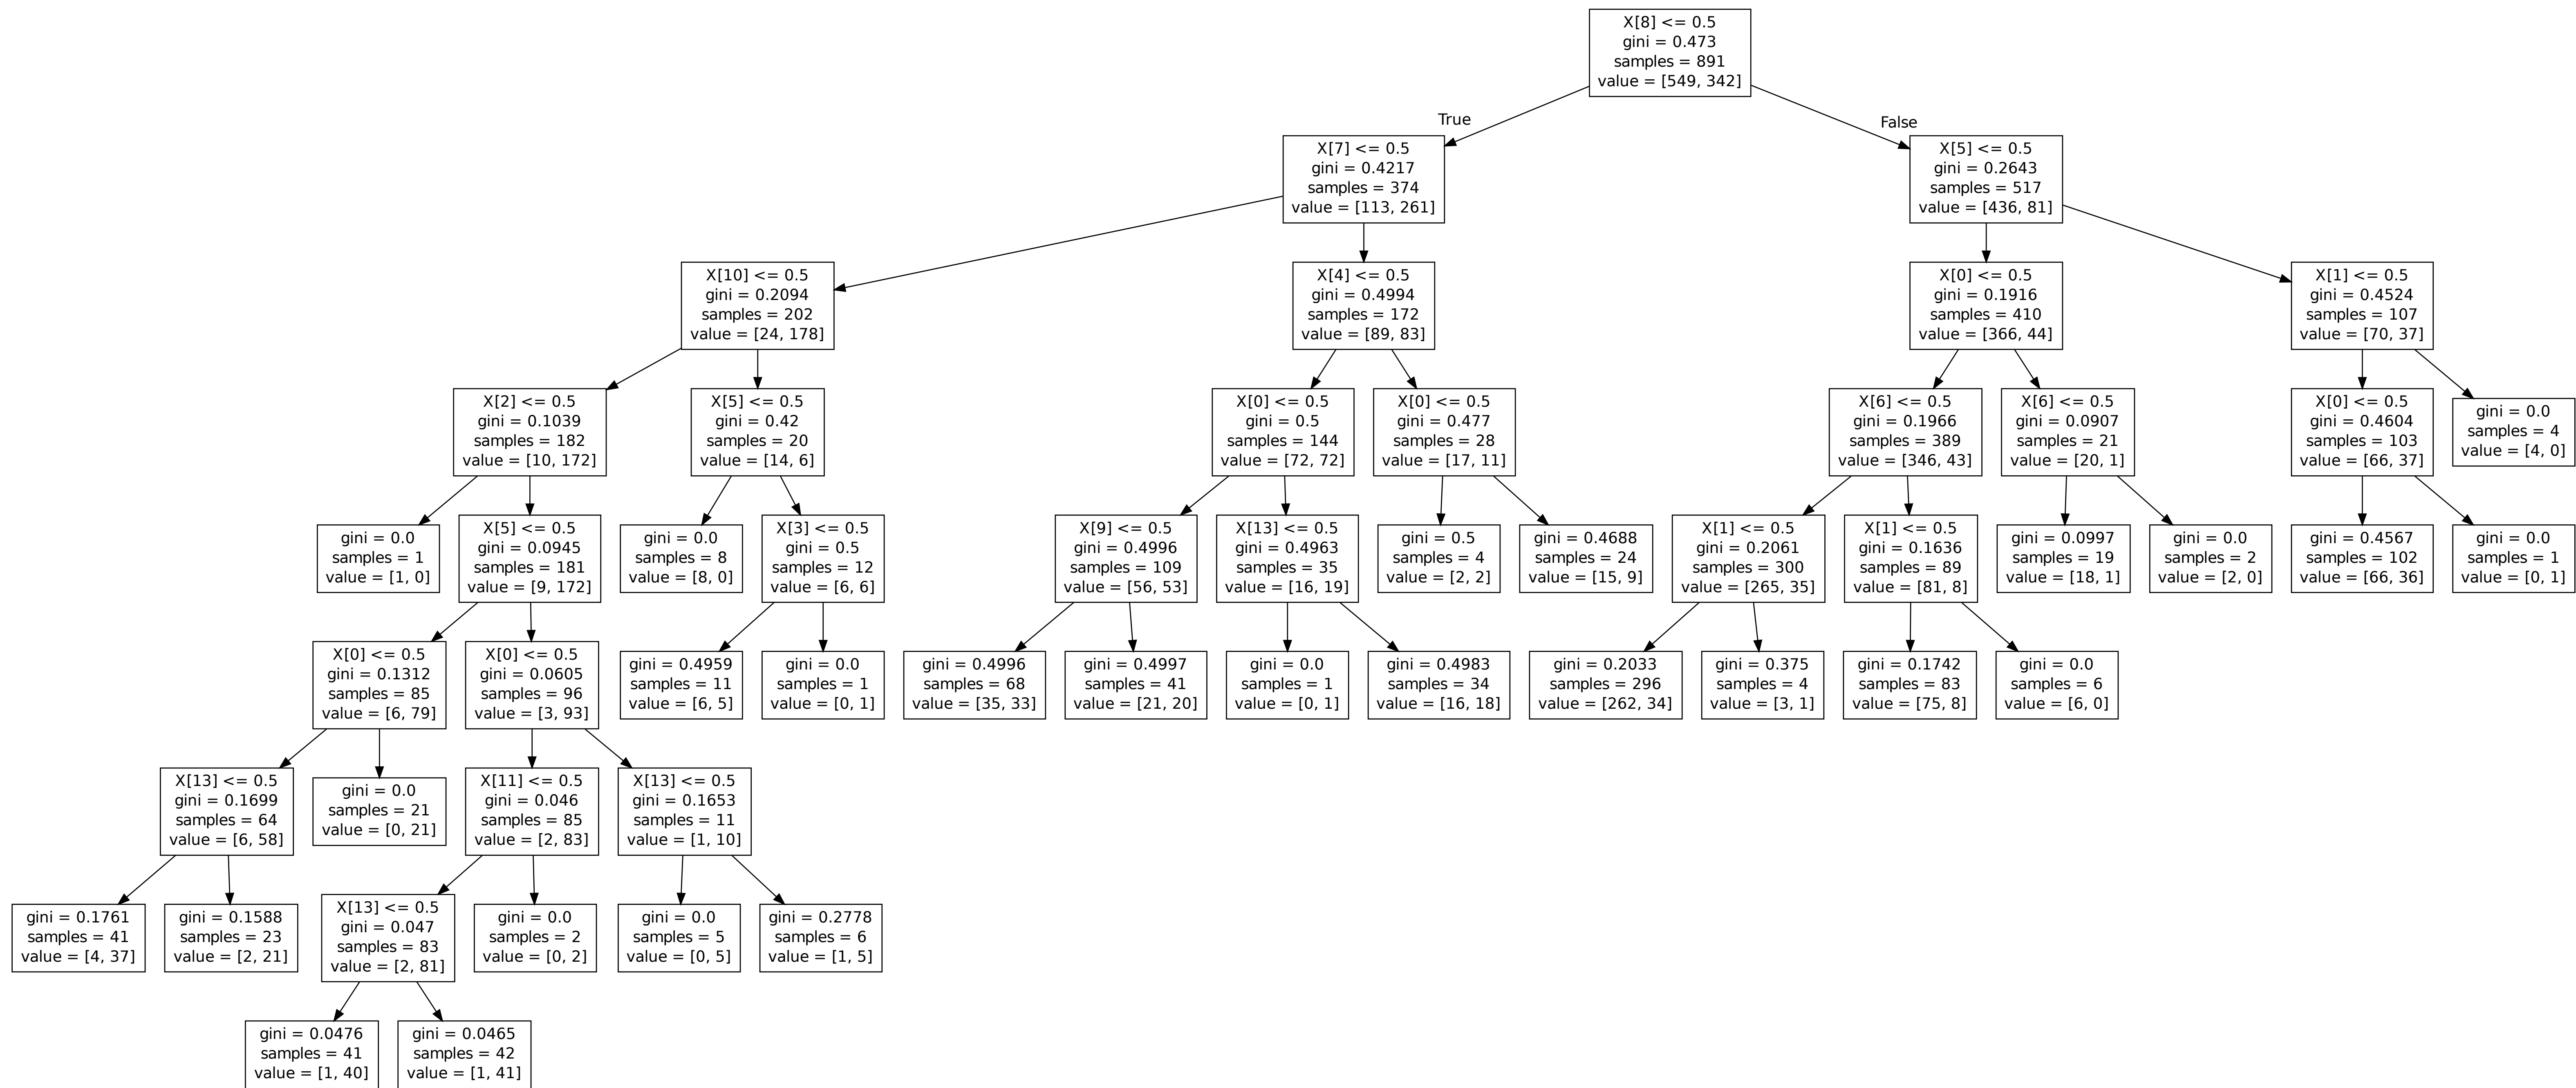 X[8] <= 0.5
gini = 0.473
samples = 891
value = [549, 342]
True
False
X[7] <= 0.5
gini = 0.4217
samples = 374
value = [113, 261]
X[5] <= 0.5
gini = 0.2643
samples = 517
value = [436, 81]
X[10] <= 0.5
gini = 0.2094
samples = 202
value = [24, 178]
X[4] <= 0.5
gini = 0.4994
samples = 172
value = [89, 83]
X[0] <= 0.5
gini = 0.1916
samples = 410
value = [366, 44]
X[1] <= 0.5
gini = 0.4524
samples = 107
value = [70, 37]
X[2] <= 0.5
gini = 0.1039
samples = 182
value = [10, 172]
X[5] <= 0.5
gini = 0.42
samples = 20
value = [14, 6]
X[0] <= 0.5
gini = 0.5
samples = 144
value = [72, 72]
X[0] <= 0.5
gini = 0.477
samples = 28
value = [17, 11]
X[6] <= 0.5
gini = 0.1966
samples = 389
value = [346, 43]
X[6] <= 0.5
gini = 0.0907
samples = 21
value = [20, 1]
X[0] <= 0.5
gini = 0.4604
samples = 103
value = [66, 37]
gini = 0.0
samples = 4
value = [4, 0]
gini = 0.0
samples = 1
value = [1, 0]
X[5] <= 0.5
gini = 0.0945
samples = 181
value = [9, 172]
gini = 0.0
samples = 8
value = [8, 0]
X[3] <= 0.5
gini = 0.5
samples = 12
value = [6, 6]
X[9] <= 0.5
gini = 0.4996
samples = 109
value = [56, 53]
X[13] <= 0.5
gini = 0.4963
samples = 35
value = [16, 19]
gini = 0.5
samples = 4
value = [2, 2]
gini = 0.4688
samples = 24
value = [15, 9]
X[1] <= 0.5
gini = 0.2061
samples = 300
value = [265, 35]
X[1] <= 0.5
gini = 0.1636
samples = 89
value = [81, 8]
gini = 0.0997
samples = 19
value = [18, 1]
gini = 0.0
samples = 2
value = [2, 0]
gini = 0.4567
samples = 102
value = [66, 36]
gini = 0.0
samples = 1
value = [0, 1]
X[0] <= 0.5
gini = 0.1312
samples = 85
value = [6, 79]
X[0] <= 0.5
gini = 0.0605
samples = 96
value = [3, 93]
gini = 0.4959
samples = 11
value = [6, 5]
gini = 0.0
samples = 1
value = [0, 1]
gini = 0.4996
samples = 68
value = [35, 33]
gini = 0.4997
samples = 41
value = [21, 20]
gini = 0.0
samples = 1
value = [0, 1]
gini = 0.4983
samples = 34
value = [16, 18]
gini = 0.2033
samples = 296
value = [262, 34]
gini = 0.375
samples = 4
value = [3, 1]
gini = 0.1742
samples = 83
value = [75, 8]
gini = 0.0
samples = 6
value = [6, 0]
X[13] <= 0.5
gini = 0.1699
samples = 64
value = [6, 58]
gini = 0.0
samples = 21
value = [0, 21]
X[11] <= 0.5
gini = 0.046
samples = 85
value = [2, 83]
X[13] <= 0.5
gini = 0.1653
samples = 11
value = [1, 10]
gini = 0.1761
samples = 41
value = [4, 37]
gini = 0.1588
samples = 23
value = [2, 21]
X[13] <= 0.5
gini = 0.047
samples = 83
value = [2, 81]
gini = 0.0
samples = 2
value = [0, 2]
gini = 0.0
samples = 5
value = [0, 5]
gini = 0.2778
samples = 6
value = [1, 5]
gini = 0.0476
samples = 41
value = [1, 40]
gini = 0.0465
samples = 42
value = [1, 41]